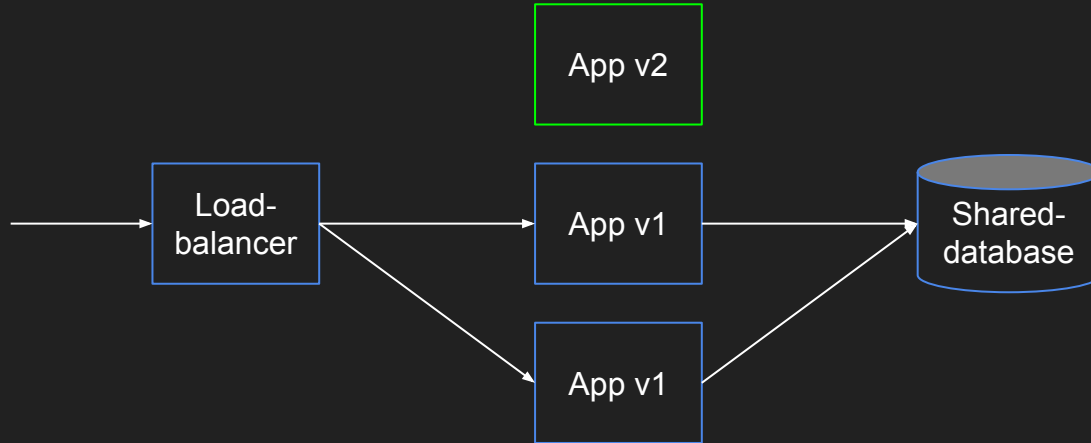 App v2
Load-
balancer
App v1
Shared-
database
App v1